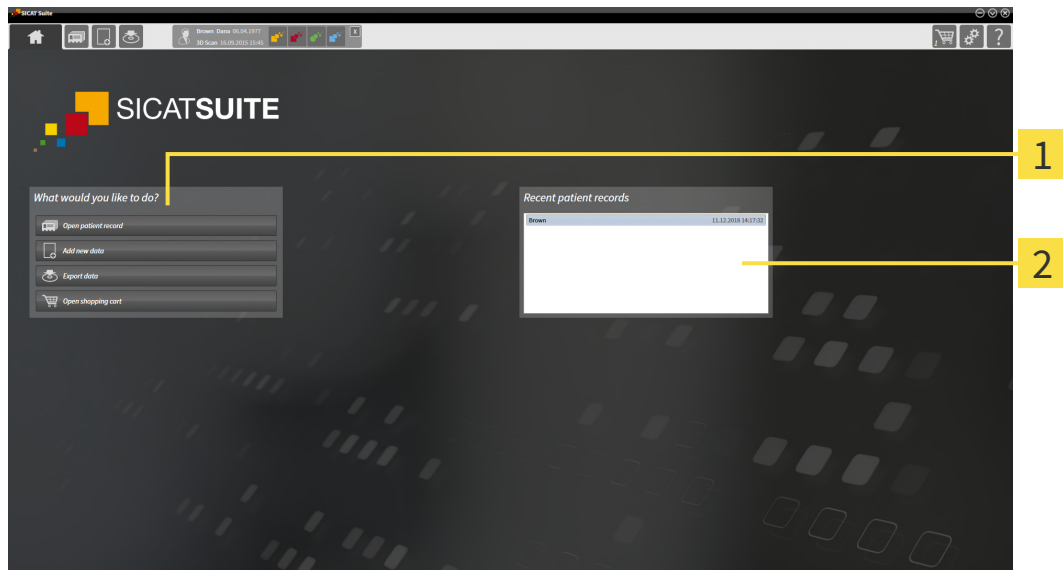 SICAT Suite
Brown Dana 06.04.1977
3D Scan 16.09.2015 15:45
X
1
?
SICATSUITE
1
What would you like to do?
Recent patient records
Open patient record
Brown 11.12.2018 14:17:32
Add new data
2
Export data
Open shopping cart